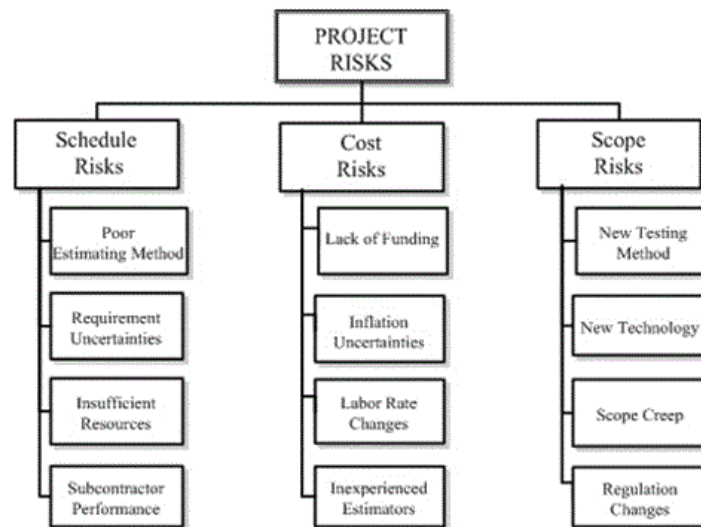 PROJECT
RISKS
Schedule
Risks
Cost
Risks
Scope
Risks
Poor
Estimating Method
Requirement
Uncertainties
Insufficient
Resources
Subcontractor
Performance
Lack of Funding
Inflation
Uncertainties
Labor Rate
Changes
Inexperienced
Estimators
New Testing
Method
New Technology
Scope Creep
Regulation
Changes